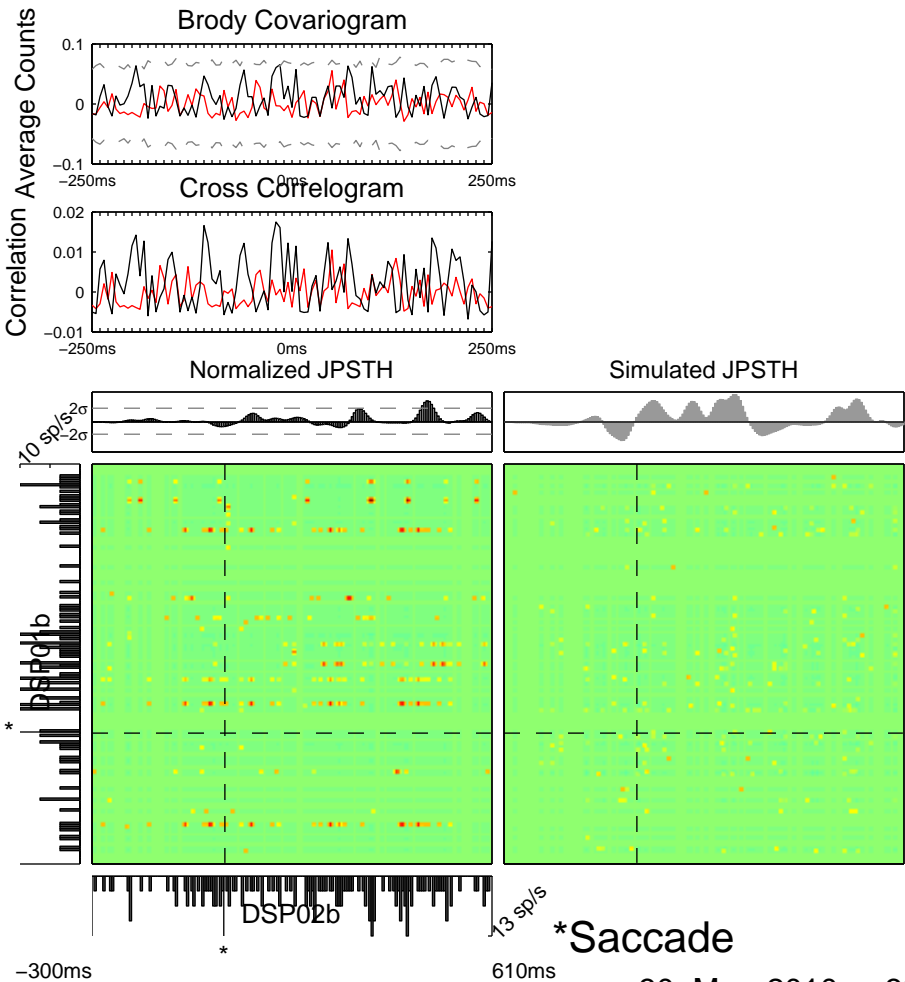 Brody Covariogram
Average Counts
0.1
0
−0.1
−250ms
0ms
250ms
Cross Correlogram
Correlation
0.02
0.01
0
−0.01
−250ms
0ms
250ms
Normalized JPSTH
Simulated JPSTH
2σ
−2σ
10 sp/s
DSP01b
*
DSP02b
13 sp/s
*
*Saccade
−300ms
610ms